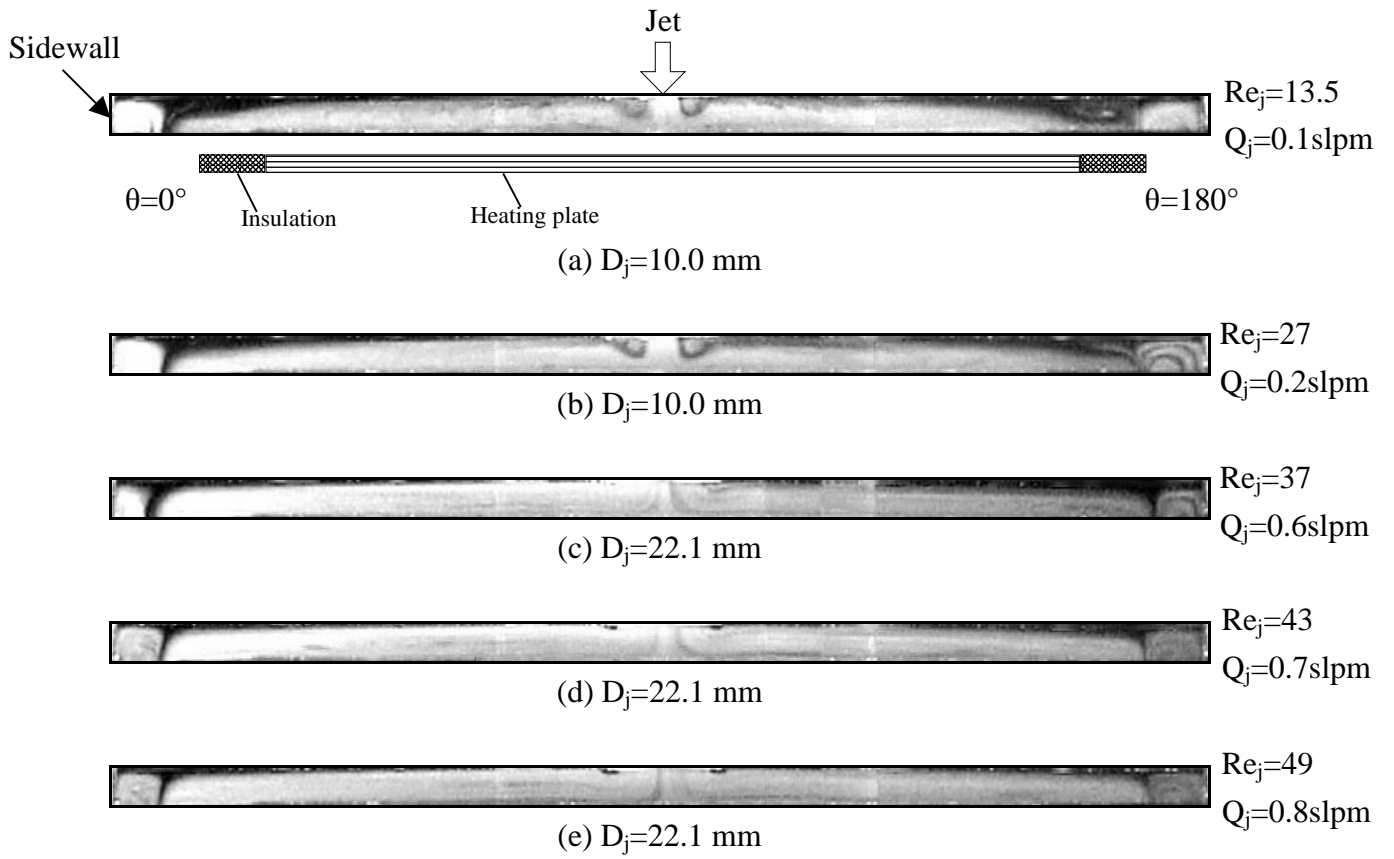 Jet
Sidewall
Re_j=13.5
Q_j=0.1slpm
θ=0°
Insulation
Heating plate
θ=180°
(a) D_j=10.0 mm
Re_j=27
Q_j=0.2slpm
(b) D_j=10.0 mm
Re_j=37
Q_j=0.6slpm
(c) D_j=22.1 mm
Re_j=43
Q_j=0.7slpm
(d) D_j=22.1 mm
Re_j=49
Q_j=0.8slpm
(e) D_j=22.1 mm